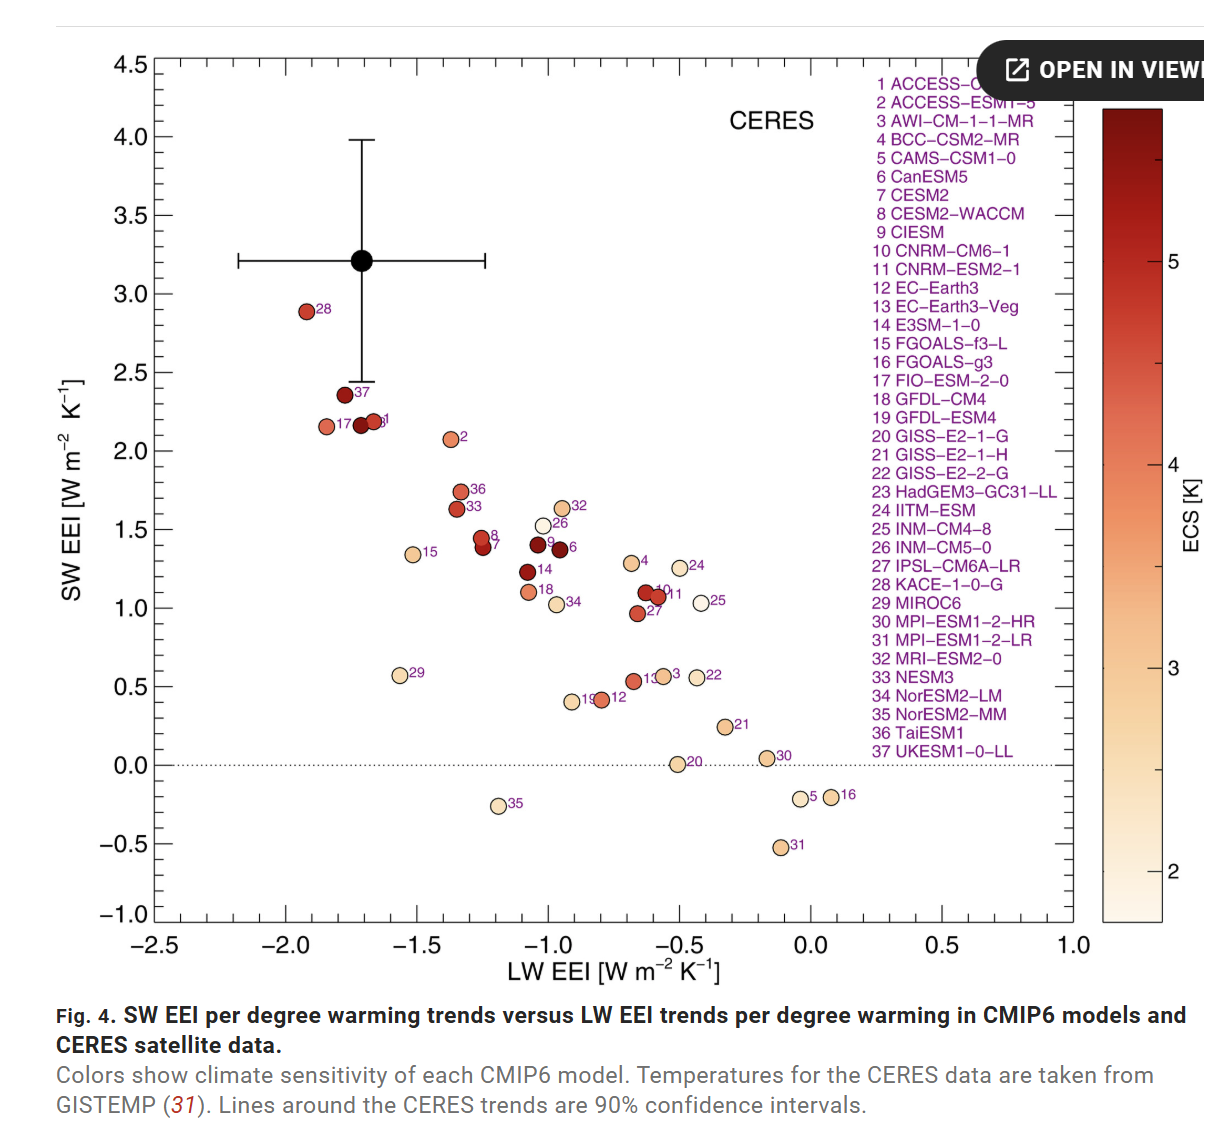 OPEN IN VIEW
CERES
1 ACCESS–C
2 ACCESS–ESM1–5
3 AWI–CM–1–1–MR
4 BCC–CSM2–MR
5 CAMS–CSM1–0
6 CanESM5
7 CESM2
8 CESM2–WACCM
9 CIESM
10 CNRM–CM6–1
11 CNRM–ESM2–1
12 EC–Earth3
13 EC–Earth3–Veg
14 E3SM–1–0
15 FGOALS–f3–L
16 FGOALS–g3
17 FIO–ESM–2–0
18 GFDL–CM4
19 GFDL–ESM4
20 GISS–E2–1–G
21 GISS–E2–1–H
22 GISS–E2–2–G
23 HadGEM3–GC31–LL
24 IITM–ESM
25 INM–CM4–8
26 INM–CM5–0
27 IPSL–CM6A–LR
28 KACE–1–0–G
29 MIROC6
30 MPI–ESM1–2–HR
31 MPI–ESM1–2–LR
32 MRI–ESM2–0
33 NESM3
34 NorESM2–LM
35 NorESM2–MM
36 TaiESM1
37 UKESM1–0–LL
4.5
4.0
3.5
3.0
2.5
2.0
1.5
1.0
0.5
0.0
−0.5
−1.0
SW EEI [W m⁻² K⁻¹]
28
37
17
1
2
36
33
32
26
15
8
7
9
6
14
18
34
4
24
10
11
25
27
29
13
3
22
19
12
21
20
30
35
5
16
31
−2.5 −2.0 −1.5 −1.0 −0.5 0.0 0.5 1.0
LW EEI [W m⁻² K⁻¹]
5
4
3
2
ECS [K]
Fig. 4. SW EEI per degree warming trends versus LW EEI trends per degree warming in CMIP6 models and
CERES satellite data.
Colors show climate sensitivity of each CMIP6 model. Temperatures for the CERES data are taken from
GISTEMP (31). Lines around the CERES trends are 90% confidence intervals.